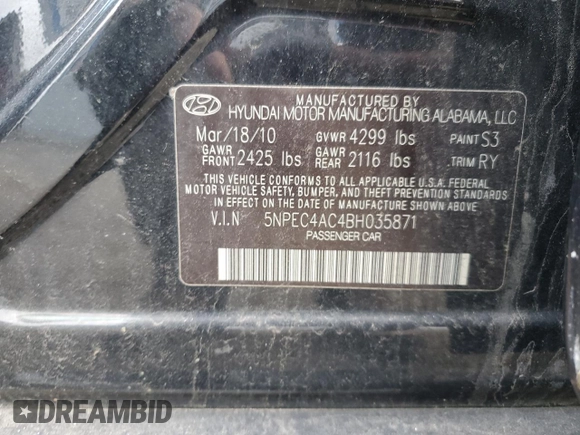 MANUFACTURED BY
HYUNDAI MOTOR MANUFACTURING ALABAMA, LLC
Mar/18/10 GVWR 4299 lbs PAINT S3
GAWR FRONT 2425 lbs GAWR REAR 2116 lbs TRIM RY
THIS VEHICLE CONFORMS TO ALL APPLICABLE U.S.A. FEDERAL
MOTOR VEHICLE SAFETY, BUMPER, AND THEFT PREVENTION STANDARDS
IN EFFECT ON THE DATE OF MANUFACTURE SHOWN ABOVE.
V.I.N 5NPEC4AC4BH035871
PASSENGER CAR
DREAMBID